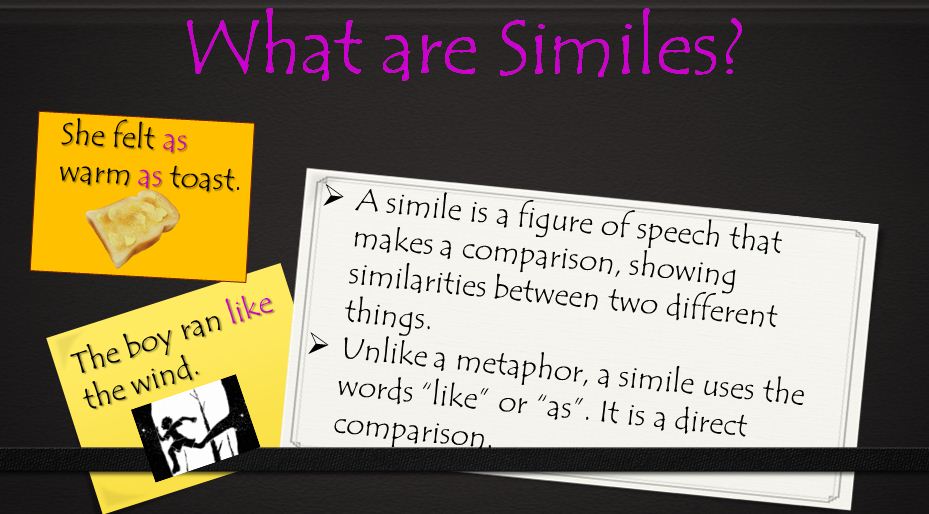 What are Similes?
She felt as
warm as toast.
The boy ran like
the wind.
➢ A simile is a figure of speech that
makes a comparison, showing
similarities between two different
things.
➢ Unlike a metaphor, a simile uses the
words “like” or “as”. It is a direct
comparison.